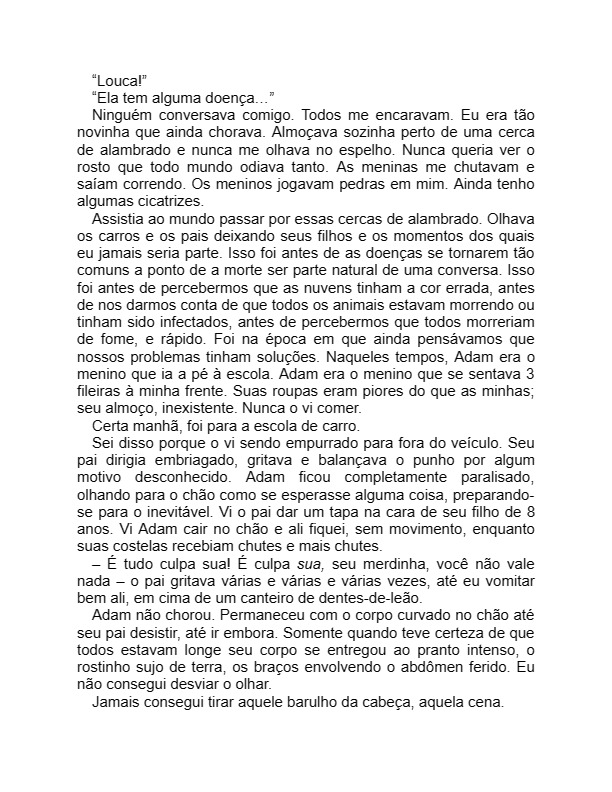 “Louca!”
“Ela tem alguma doença…”
Ninguém conversava comigo. Todos me encaravam. Eu era tão
novinha que ainda chorava. Almoçava sozinha perto de uma cerca
de alambrado e nunca me olhava no espelho. Nunca queria ver o
rosto que todo mundo odiava tanto. As meninas me chutavam e
saíam correndo. Os meninos jogavam pedras em mim. Ainda tenho
algumas cicatrizes.
Assistia ao mundo passar por essas cercas de alambrado. Olhava
os carros e os pais deixando seus filhos e os momentos dos quais
eu jamais seria parte. Isso foi antes de as doenças se tornarem tão
comuns a ponto de a morte ser parte natural de uma conversa. Isso
foi antes de percebermos que as nuvens tinham a cor errada, antes
de nos darmos conta de que todos os animais estavam morrendo ou
tinham sido infectados, antes de percebermos que todos morreriam
de fome, e rápido. Foi na época em que ainda pensávamos que
nossos problemas tinham soluções. Naqueles tempos, Adam era o
menino que ia a pé à escola. Adam era o menino que se sentava 3
fileiras à minha frente. Suas roupas eram piores do que as minhas;
seu almoço, inexistente. Nunca o vi comer.
Certa manhã, foi para a escola de carro.
Sei disso porque o vi sendo empurrado para fora do veículo. Seu
pai dirigia embriagado, gritava e balançava o punho por algum
motivo desconhecido. Adam ficou completamente paralisado,
olhando para o chão como se esperasse alguma coisa, preparando-
se para o inevitável. Vi o pai dar um tapa na cara de seu filho de 8
anos. Vi Adam cair no chão e ali fiquei, sem movimento, enquanto
suas costelas recebiam chutes e mais chutes.
– É tudo culpa sua! É culpa sua, seu merdinha, você não vale
nada – o pai gritava várias e várias e várias vezes, até eu vomitar
bem ali, em cima de um canteiro de dentes-de-leão.
Adam não chorou. Permaneceu com o corpo curvado no chão até
seu pai desistir, até ir embora. Somente quando teve certeza de que
todos estavam longe seu corpo se entregou ao pranto intenso, o
rostinho sujo de terra, os braços envolvendo o abdômen ferido. Eu
não consegui desviar o olhar.
Jamais consegui tirar aquele barulho da cabeça, aquela cena.